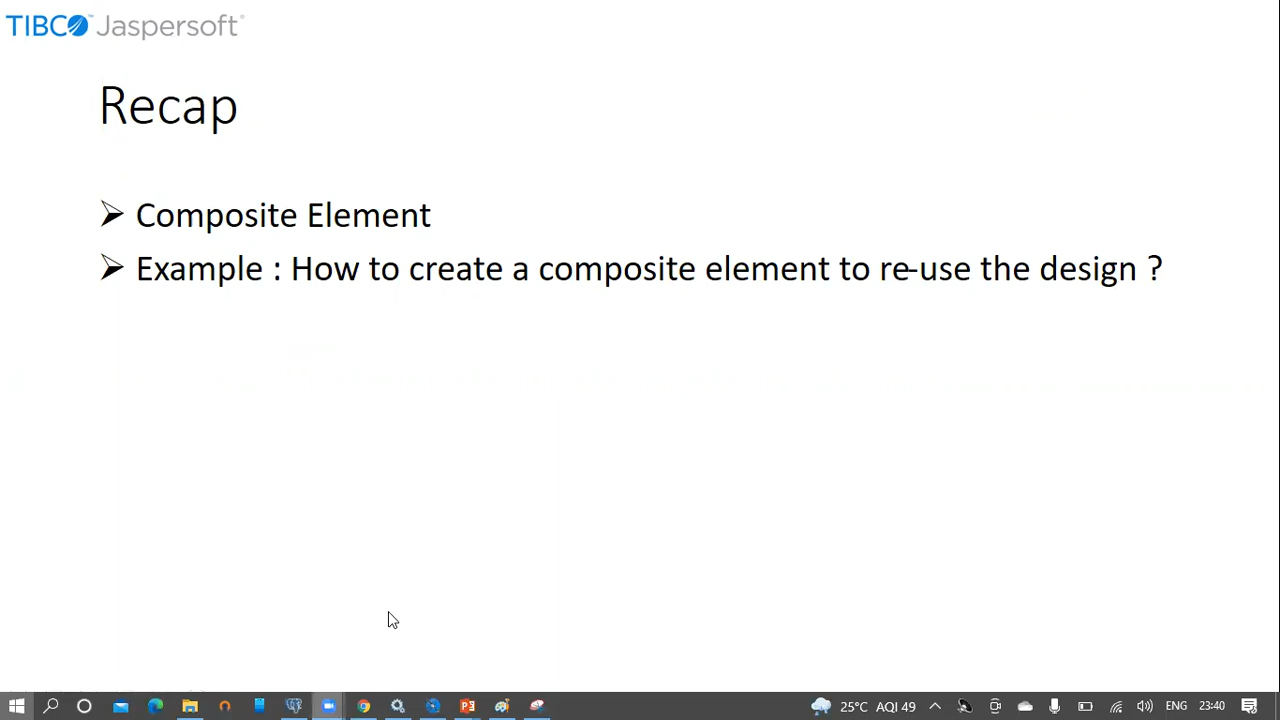 TIBCO Jaspersoft
Recap
Composite Element
Example : How to create a composite element to re-use the design ?
25°C AQI 49 ENG 23:40